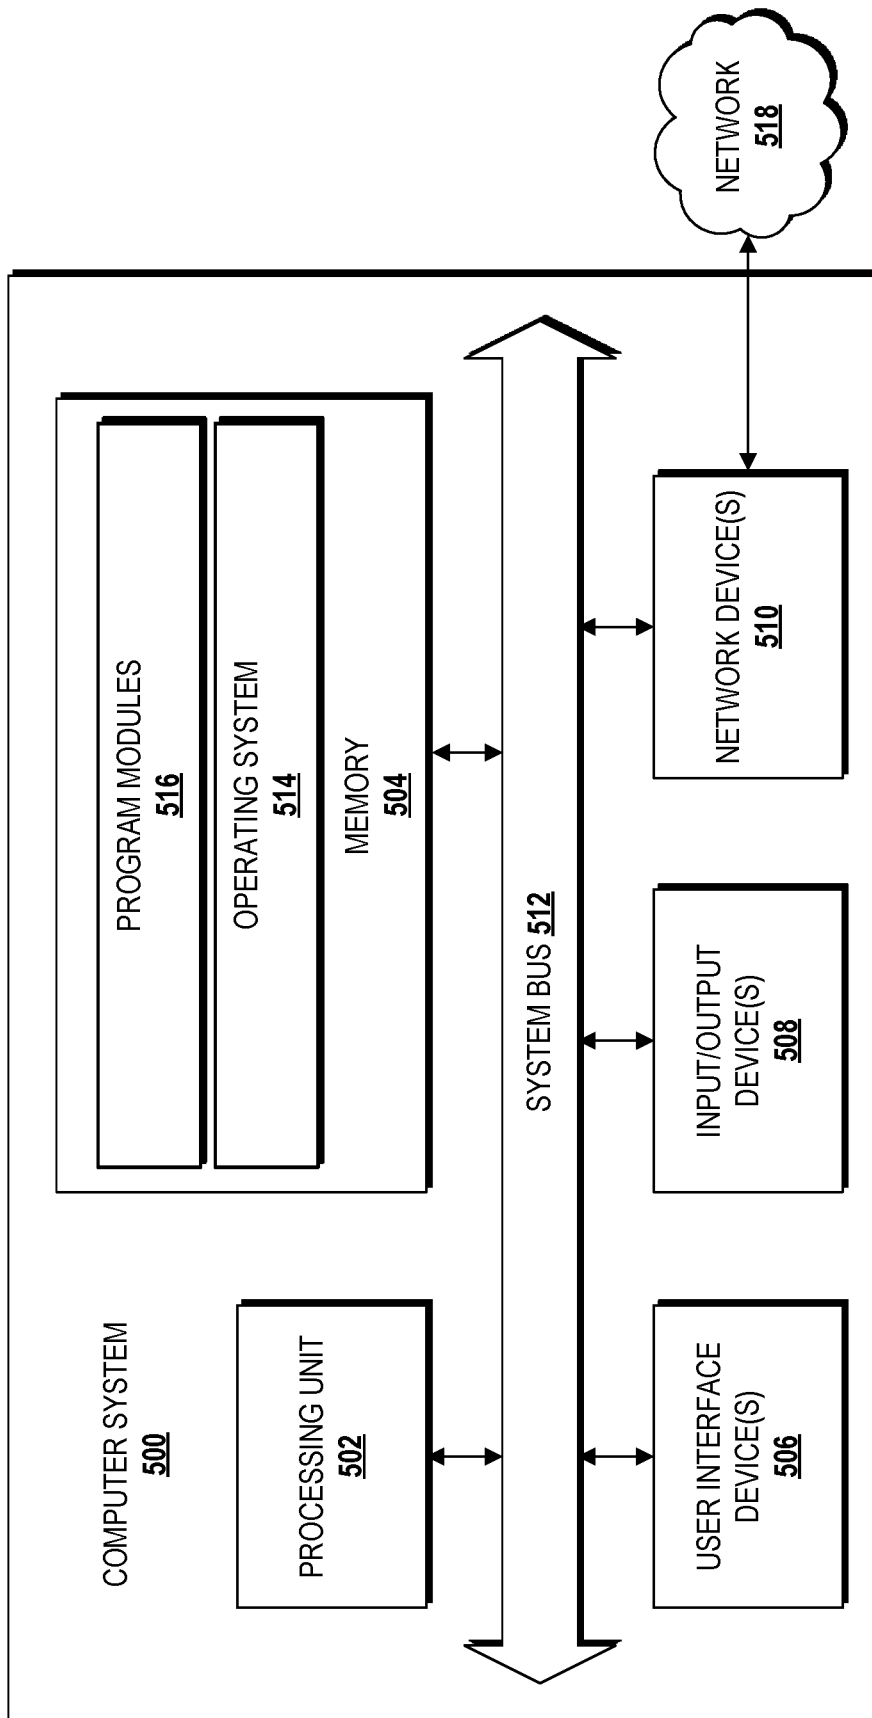 COMPUTER SYSTEM
500
PROCESSING UNIT
502
PROGRAM MODULES
516
OPERATING SYSTEM
514
MEMORY
504
SYSTEM BUS 512
USER INTERFACE
DEVICE(S)
506
INPUT/OUTPUT
DEVICE(S)
508
NETWORK DEVICE(S)
510
NETWORK
518